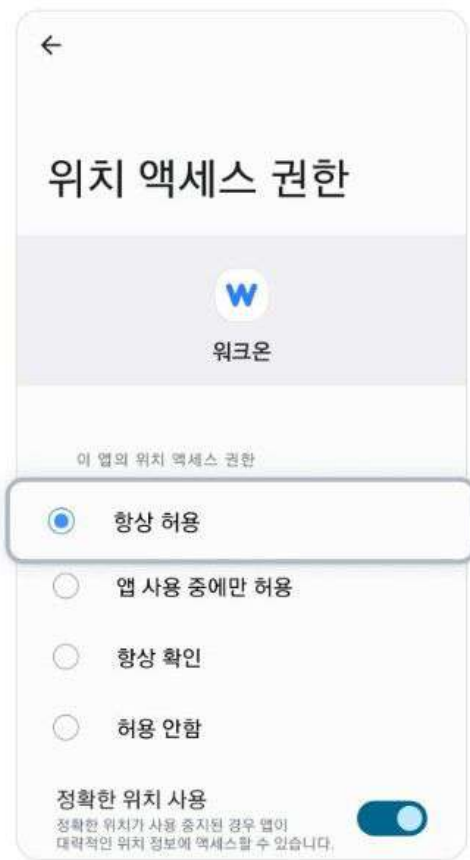 위치 액세스 권한
W
워크온
이 앱의 위치 액세스 권한
항상 허용
앱 사용 중에만 허용
항상 확인
허용 안함
정확한 위치 사용
정확한 위치가 사용 중지된 경우 앱이
대략적인 위치 정보에 액세스할 수 있습니다.